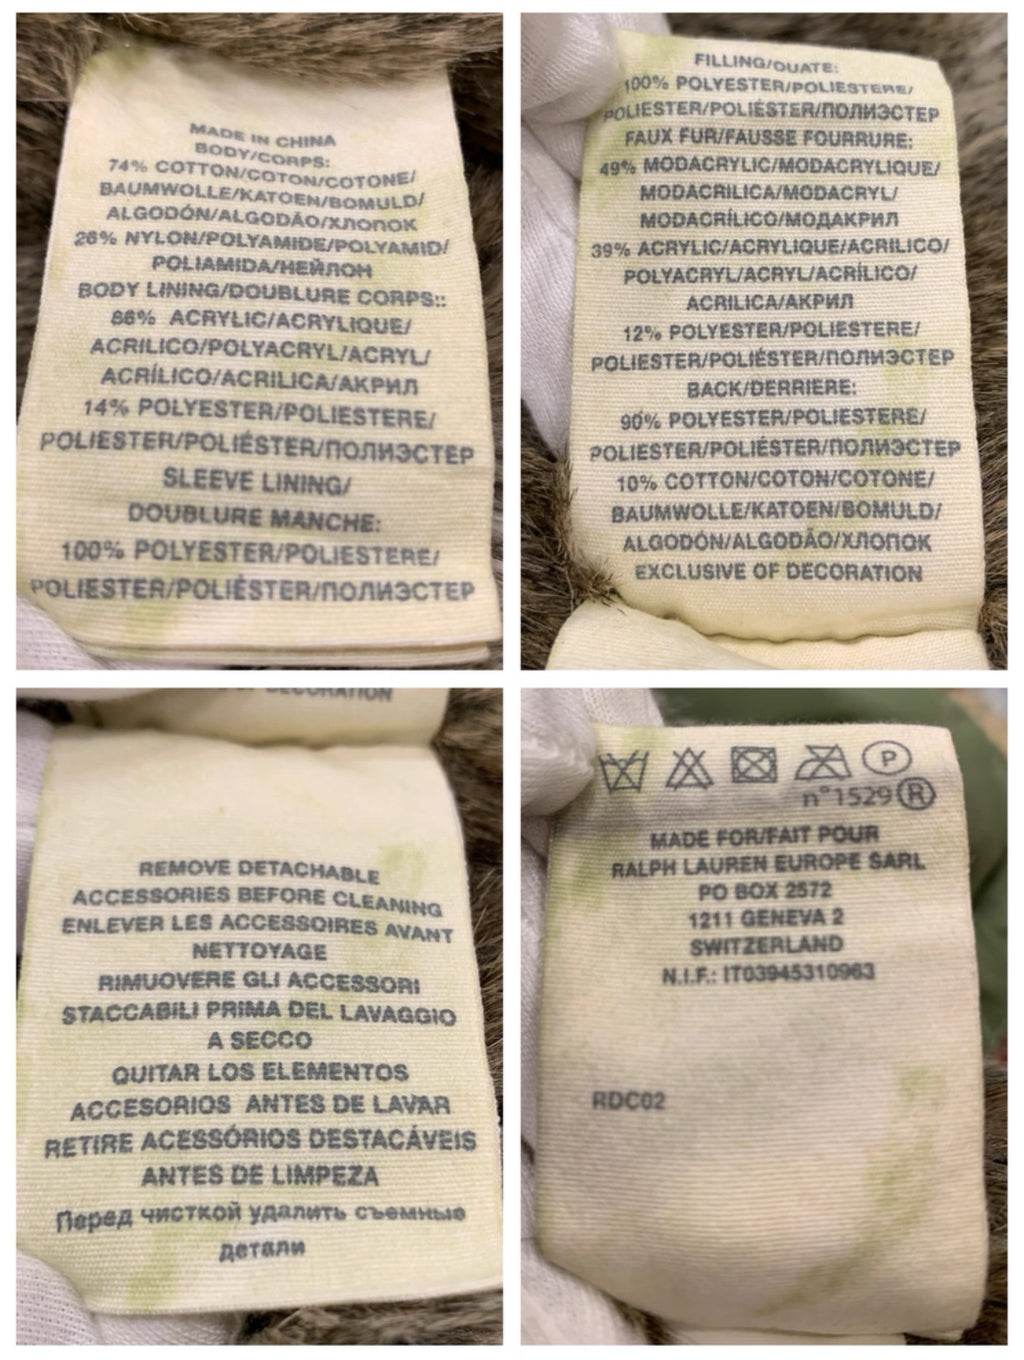 MADE IN CHINA
BODY/CORPS:
74% COTTON/COTON/COTONE/
BAUMWOLLE/KATOEN/BOMULD/
ALGODÓN/ALGODÃO/ХЛОПОК
26% NYLON/POLYAMIDE/POLYAMID/
POLIAMIDA/НЕЙЛОН
BODY LINING/DOUBLURE CORPS::
86% ACRYLIC/ACRYLIQUE/
ACRILICO/POLYACRYL/ACRYL/
ACRÍLICO/ACRILICA/АКРИЛ
14% POLYESTER/POLIESTERE/
POLIESTER/POLIÉSTER/ПОЛИЭСТЕР
SLEEVE LINING/
DOUBLURE MANCHE:
100% POLYESTER/POLIESTERE/
POLIESTER/POLIÉSTER/ПОЛИЭСТЕР
FILLING/OUATE:
100% POLYESTER/POLIESTERE/
POLIESTER/POLIÉSTER/ПОЛИЭСТЕР
FAUX FUR/FAUSSE FOURRURE:
49% MODACRYLIC/MODACRYLIQUE/
MODACRILICA/MODACRYL/
MODACRÍLICO/МОДАКРИЛ
39% ACRYLIC/ACRYLIQUE/ACRILICO/
POLYACRYL/ACRYL/ACRÍLICO/
ACRILICA/АКРИЛ
12% POLYESTER/POLIESTERE/
POLIESTER/POLIÉSTER/ПОЛИЭСТЕР
BACK/DERRIERE:
90% POLYESTER/POLIESTERE/
POLIESTER/POLIÉSTER/ПОЛИЭСТЕР
10% COTTON/COTON/COTONE/
BAUMWOLLE/KATOEN/BOMULD/
ALGODÓN/ALGODÃO/ХЛОПОК
EXCLUSIVE OF DECORATION
OF DECORATION
REMOVE DETACHABLE
ACCESSORIES BEFORE CLEANING
ENLEVER LES ACCESSOIRES AVANT
NETTOYAGE
RIMUOVERE GLI ACCESSORI
STACCABILI PRIMA DEL LAVAGGIO
A SECCO
QUITAR LOS ELEMENTOS
ACCESORIOS ANTES DE LAVAR
RETIRE ACESSÓRIOS DESTACÁVEIS
ANTES DE LIMPEZA
Перед чисткой удалить съемные
детали
P
n°1529 R
MADE FOR/FAIT POUR
RALPH LAUREN EUROPE SARL
PO BOX 2572
1211 GENEVA 2
SWITZERLAND
N.I.F.: IT03945310963
RDC02